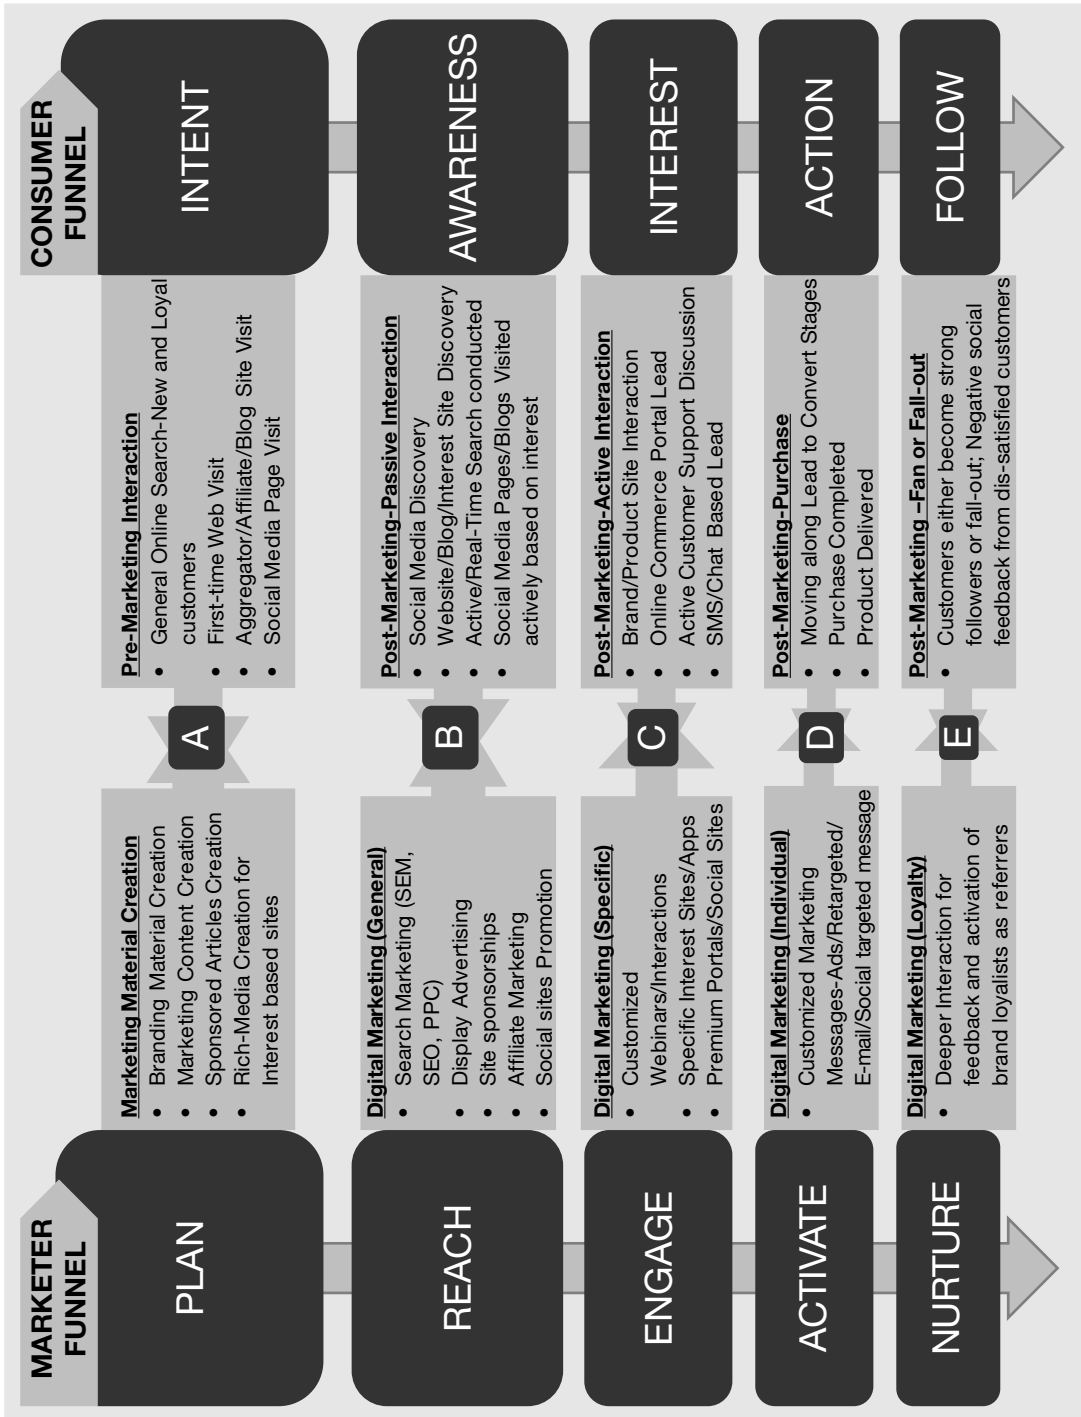 MARKETER
FUNNEL
CONSUMER
FUNNEL
PLAN
Marketing Material Creation
• Branding Material Creation
• Marketing Content Creation
• Sponsored Articles Creation
• Rich-Media Creation for
Interest based sites
A
Pre-Marketing Interaction
• General Online Search-New and Loyal
customers
• First-time Web Visit
• Aggregator/Affiliate/Blog Site Visit
• Social Media Page Visit
INTENT
REACH
Digital Marketing (General)
• Search Marketing (SEM,
SEO, PPC)
• Display Advertising
• Site sponsorships
• Affiliate Marketing
• Social sites Promotion
B
Post-Marketing-Passive Interaction
• Social Media Discovery
• Website/Blog/Interest Site Discovery
• Active/Real-Time Search conducted
• Social Media Pages/Blogs Visited
actively based on interest
AWARENESS
ENGAGE
Digital Marketing (Specific)
• Customized
Webinars/Interactions
• Specific Interest Sites/Apps
• Premium Portals/Social Sites
C
Post-Marketing-Active Interaction
• Brand/Product Site Interaction
• Online Commerce Portal Lead
• Active Customer Support Discussion
• SMS/Chat Based Lead
INTEREST
ACTIVATE
Digital Marketing (Individual)
• Customized Marketing
Messages-Ads/Retargeted/
E-mail/Social targeted message
D
Post-Marketing-Purchase
• Moving along Lead to Convert Stages
• Purchase Completed
• Product Delivered
ACTION
NURTURE
Digital Marketing (Loyalty)
• Deeper Interaction for
feedback and activation of
brand loyalists as referrers
E
Post-Marketing –Fan or Fall-out
• Customers either become strong
followers or fall-out; Negative social
feedback from dis-satisfied customers
FOLLOW